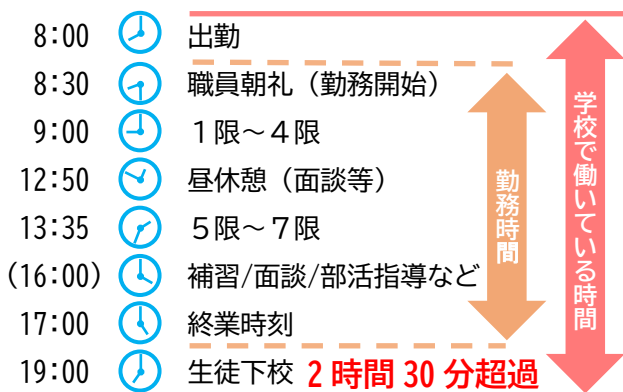 8:00 出勤
8:30 職員朝礼（勤務開始）
9:00 １限～４限
12:50 昼休憩（面談等）
13:35 ５限～７限
(16:00) 補習/面談/部活指導など
17:00 終業時刻
19:00 生徒下校 2時間30分超過
勤務時間
学校で働いている時間